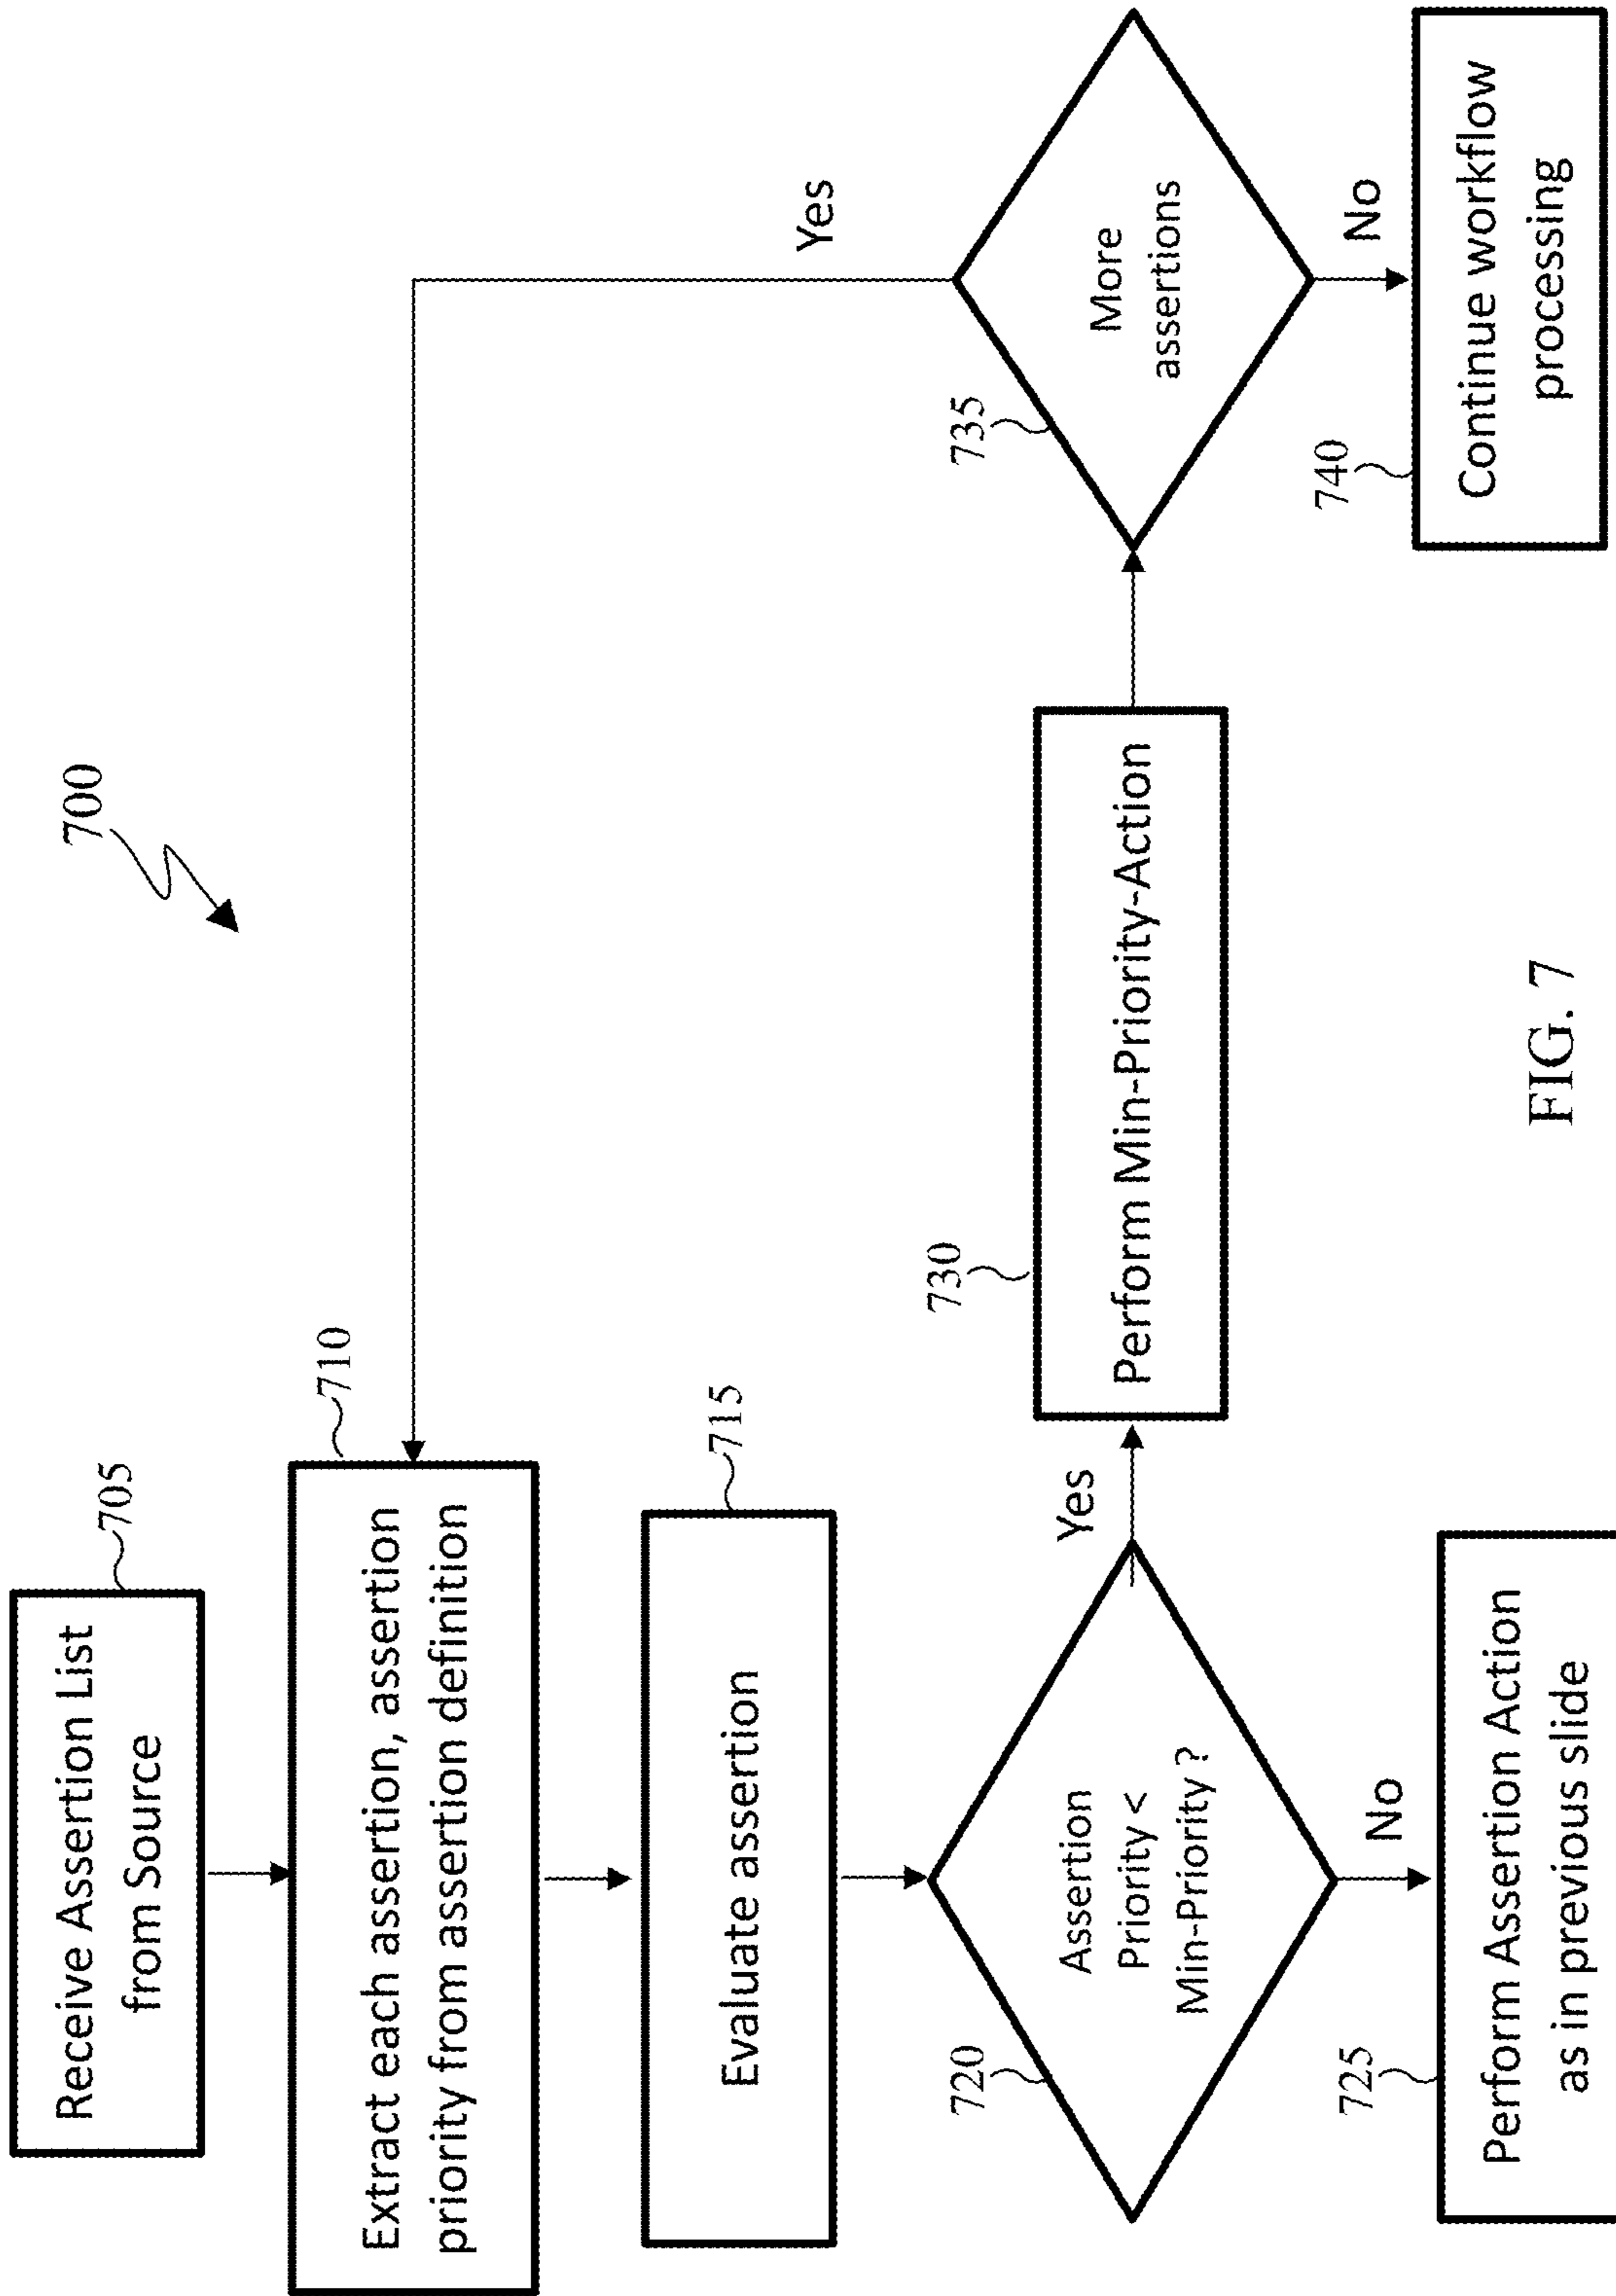 700
Receive Assertion List
from Source
705
Extract each assertion, assertion
priority from assertion definition
710
Evaluate assertion
715
Assertion
Priority <
Min-Priority ?
720
Yes
No
Perform Assertion Action
as in previous slide
725
730
Perform Min-Priority-Action
735
More
assertions
Yes
No
740
Continue workflow
processing
FIG. 7